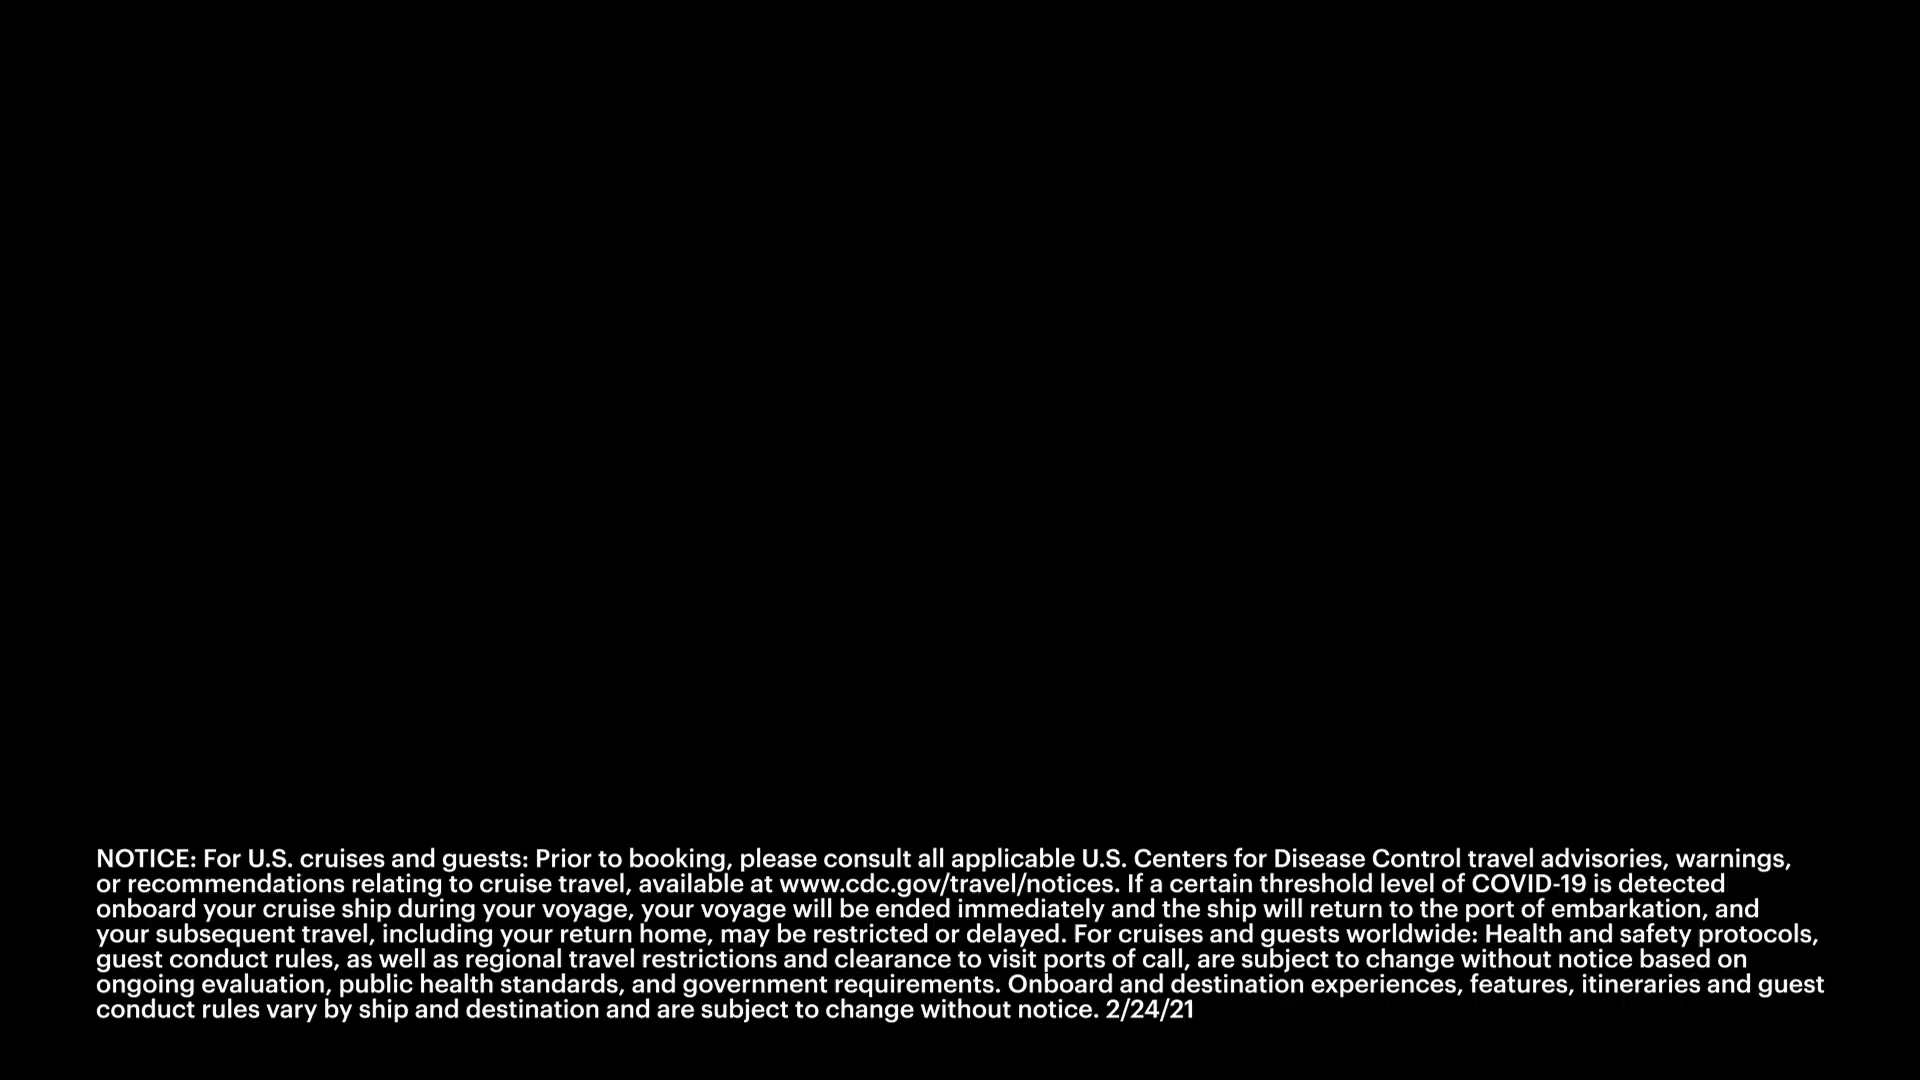 NOTICE: For U.S. cruises and guests: Prior to booking, please consult all applicable U.S. Centers for Disease Control travel advisories, warnings,
or recommendations relating to cruise travel, available at www.cdc.gov/travel/notices. If a certain threshold level of COVID-19 is detected
onboard your cruise ship during your voyage, your voyage will be ended immediately and the ship will return to the port of embarkation, and
your subsequent travel, including your return home, may be restricted or delayed. For cruises and guests worldwide: Health and safety protocols,
guest conduct rules, as well as regional travel restrictions and clearance to visit ports of call, are subject to change without notice based on
ongoing evaluation, public health standards, and government requirements. Onboard and destination experiences, features, itineraries and guest
conduct rules vary by ship and destination and are subject to change without notice. 2/24/21